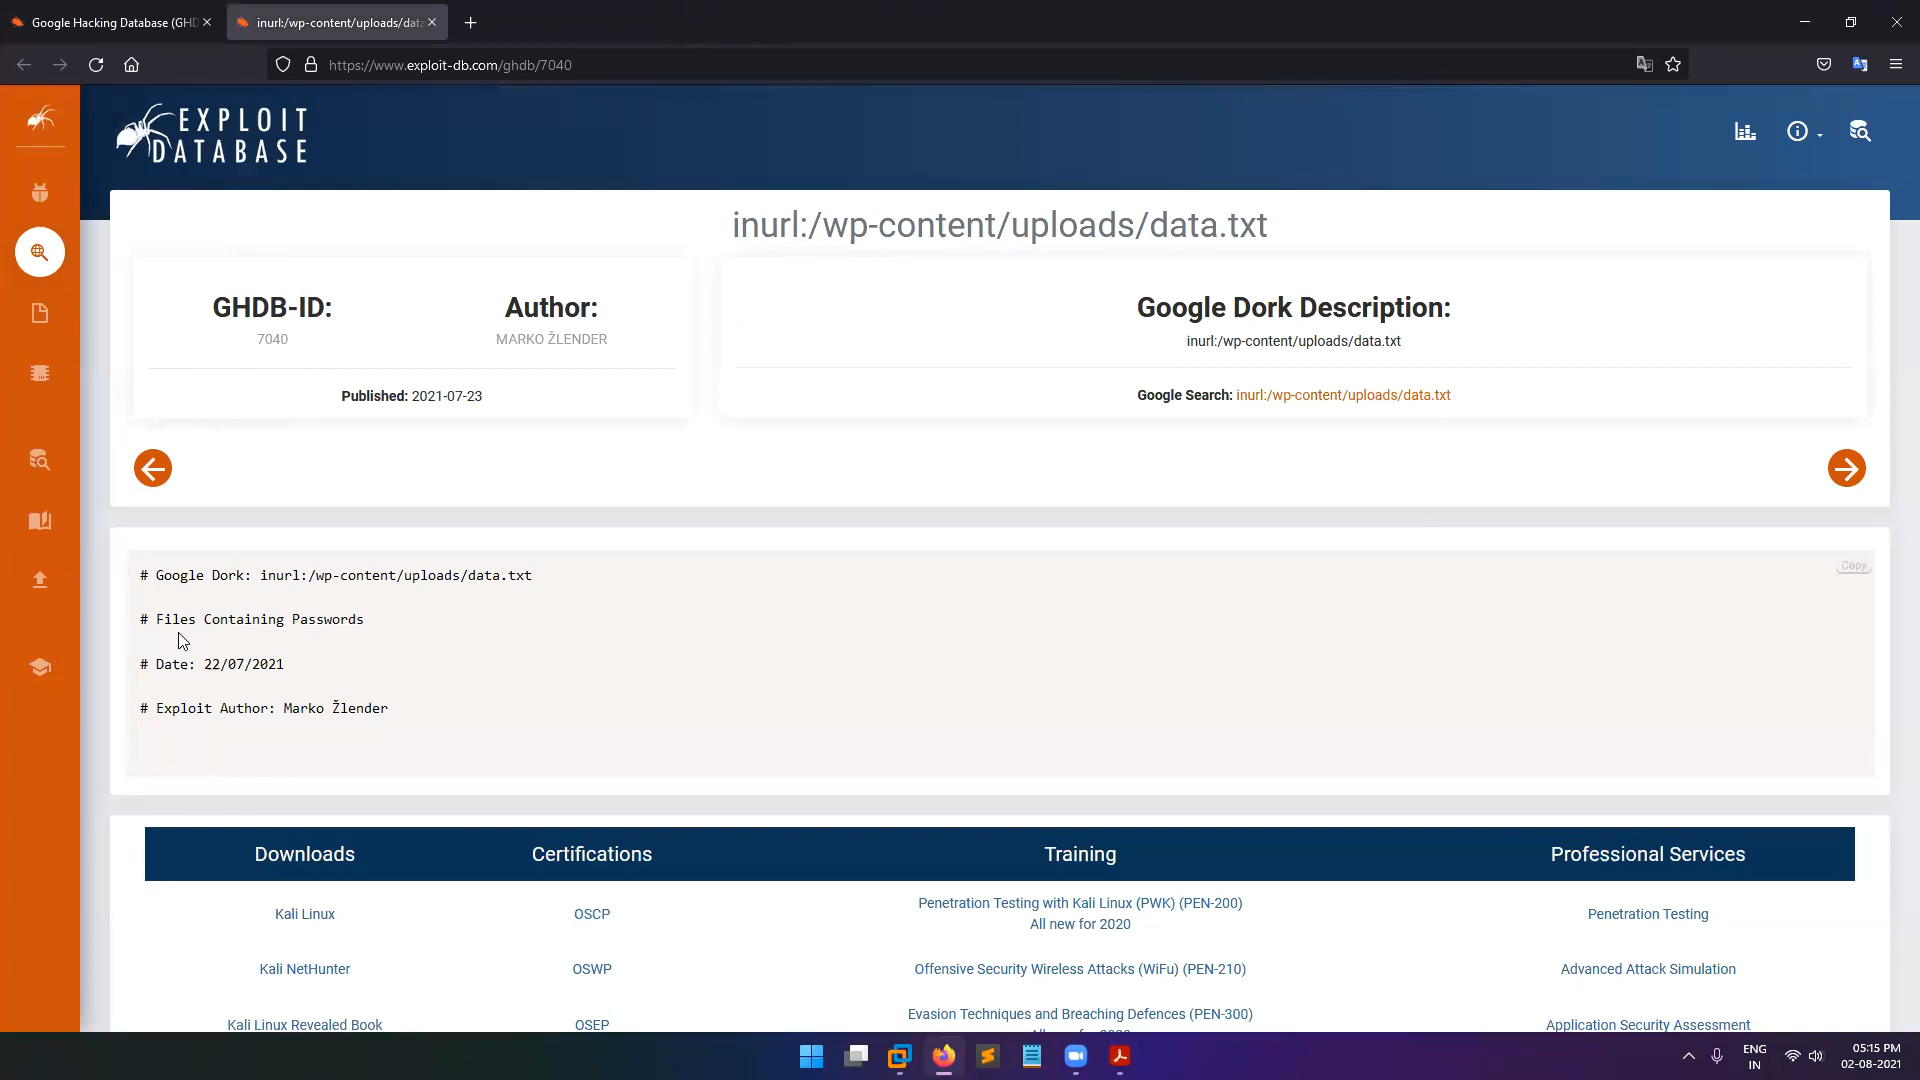 Google Hacking Database (GHD
inurl:/wp-content/uploads/data
https://www.exploit-db.com/ghdb/7040
EXPLOIT
DATABASE
inurl:/wp-content/uploads/data.txt
GHDB-ID:
7040
Author:
MARKO ŽLENDER
Published: 2021-07-23
Google Dork Description:
inurl:/wp-content/uploads/data.txt
Google Search: inurl:/wp-content/uploads/data.txt
Copy
# Google Dork: inurl:/wp-content/uploads/data.txt
# Files Containing Passwords
# Date: 22/07/2021
# Exploit Author: Marko Žlender
Downloads Certifications Training Professional Services
Kali Linux
OSCP
Penetration Testing with Kali Linux (PWK) (PEN-200)
All new for 2020
Penetration Testing
Kali NetHunter
OSWP
Offensive Security Wireless Attacks (WiFu) (PEN-210)
Advanced Attack Simulation
Kali Linux Revealed Book
OSEP
Evasion Techniques and Breaching Defences (PEN-300)
Application Security Assessment
ENG
IN
05:15 PM
02-08-2021